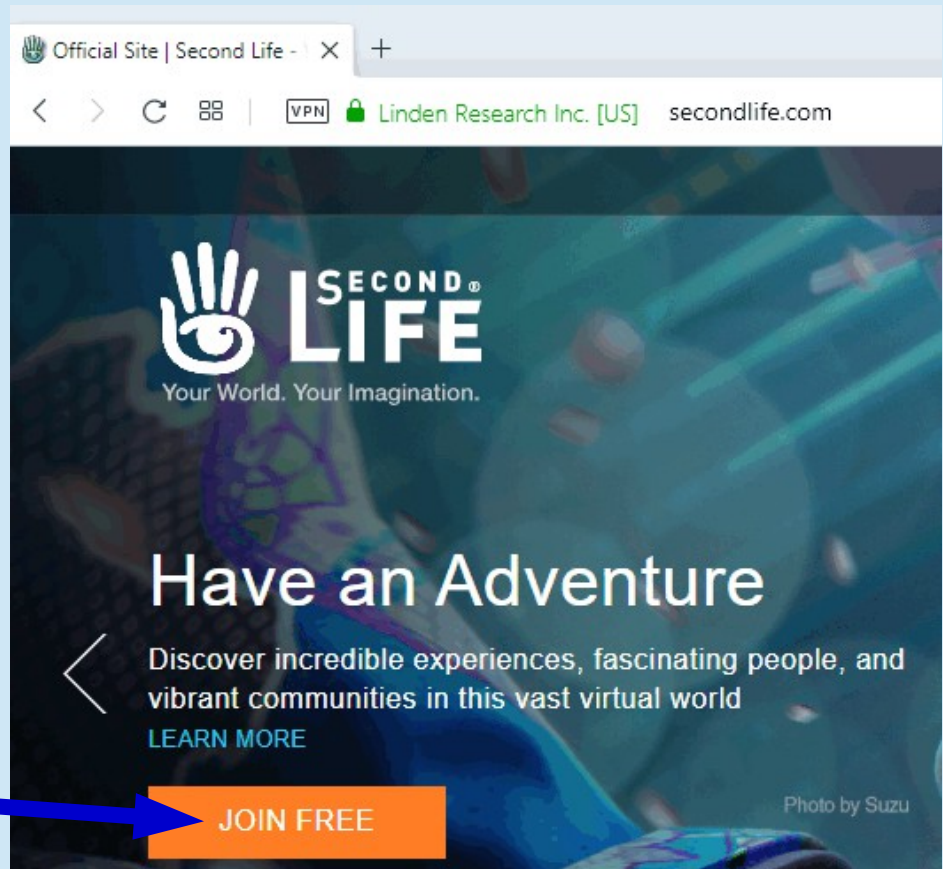 Official Site | Second Life -
VPN Linden Research Inc. [US] secondlife.com
SECOND®
LIFE
Your World. Your Imagination.
Have an Adventure
Discover incredible experiences, fascinating people, and
vibrant communities in this vast virtual world
LEARN MORE
JOIN FREE
Photo by Suzu